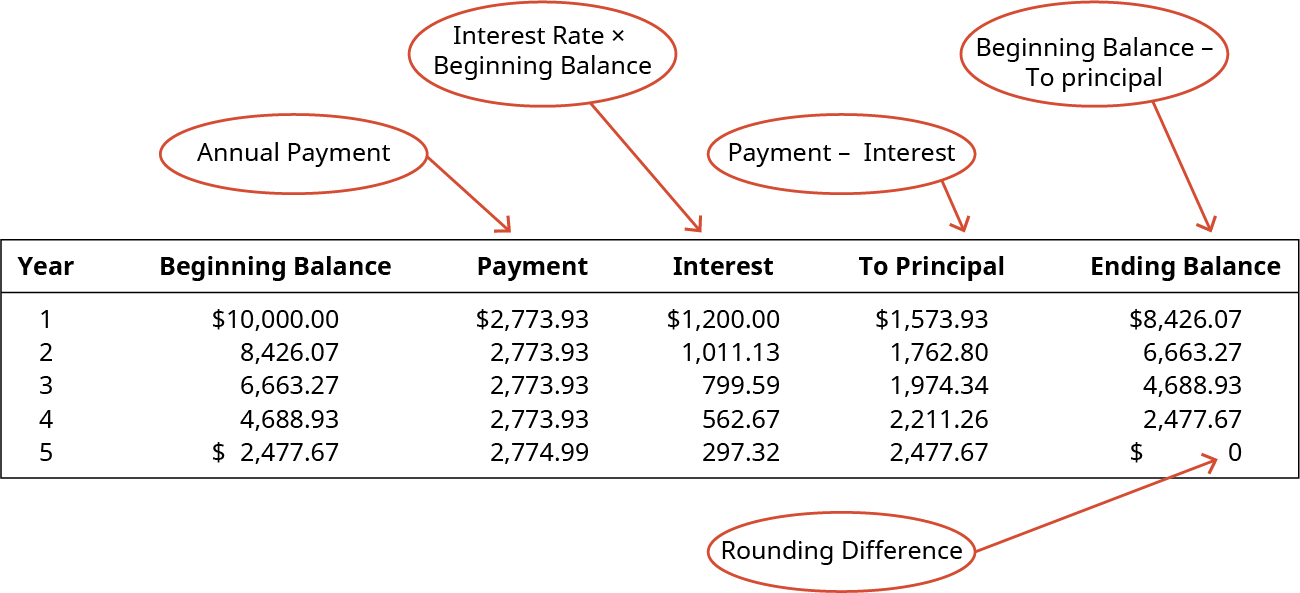 Interest Rate ×
Beginning Balance
Beginning Balance –
To principal
Annual Payment
Payment – Interest
Year Beginning Balance Payment Interest To Principal Ending Balance
1 $10,000.00 $2,773.93 $1,200.00 $1,573.93 $8,426.07
2 8,426.07 2,773.93 1,011.13 1,762.80 6,663.27
3 6,663.27 2,773.93 799.59 1,974.34 4,688.93
4 4,688.93 2,773.93 562.67 2,211.26 2,477.67
5 $ 2,477.67 2,774.99 297.32 2,477.67 $ 0
Rounding Difference